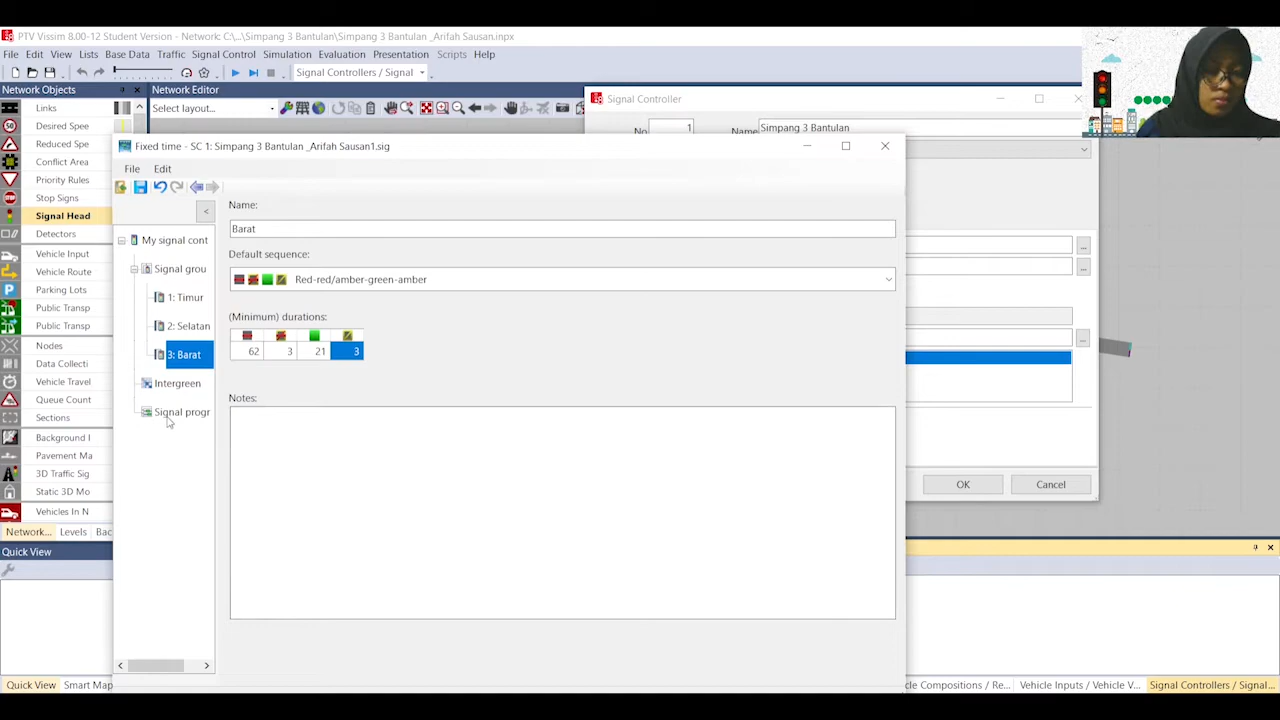 PTV Vissim 8.00-12 Student Version - Network: C:\...\Simpang 3 Bantulan\Simpang 3 Bantulan _Arifah Sausan.inpx
File Edit View Lists Base Data Traffic Signal Control Simulation Evaluation Presentation Scripts Help
Signal Controllers / Signal
Network Objects
Network Editor
Select layout...
Links
Desired Spee
Reduced Spe
Conflict Area
Priority Rules
Stop Signs
Signal Head
Detectors
Vehicle Input
Vehicle Route
Parking Lots
Public Transp
Public Transp
Nodes
Data Collecti
Vehicle Travel
Queue Count
Sections
Background I
Pavement Ma
3D Traffic Sig
Static 3D Mo
Vehicles In N
Network... Levels Bac
Signal Controller
No 1 Name Simpang 3 Bantulan
Fixed time - SC 1: Simpang 3 Bantulan _Arifah Sausan1.sig
File Edit
<
My signal cont
Signal grou
1: Timur
2: Selatan
3: Barat
Intergreen
Signal progr
Name:
Barat
Default sequence:
Red-red/amber-green-amber
(Minimum) durations:
62 3 21 3
Notes:
...
...
...
OK Cancel
Quick View
Quick View Smart Map
cle Compositions / Re... Vehicle Inputs / Vehicle V... Signal Controllers / Signal...